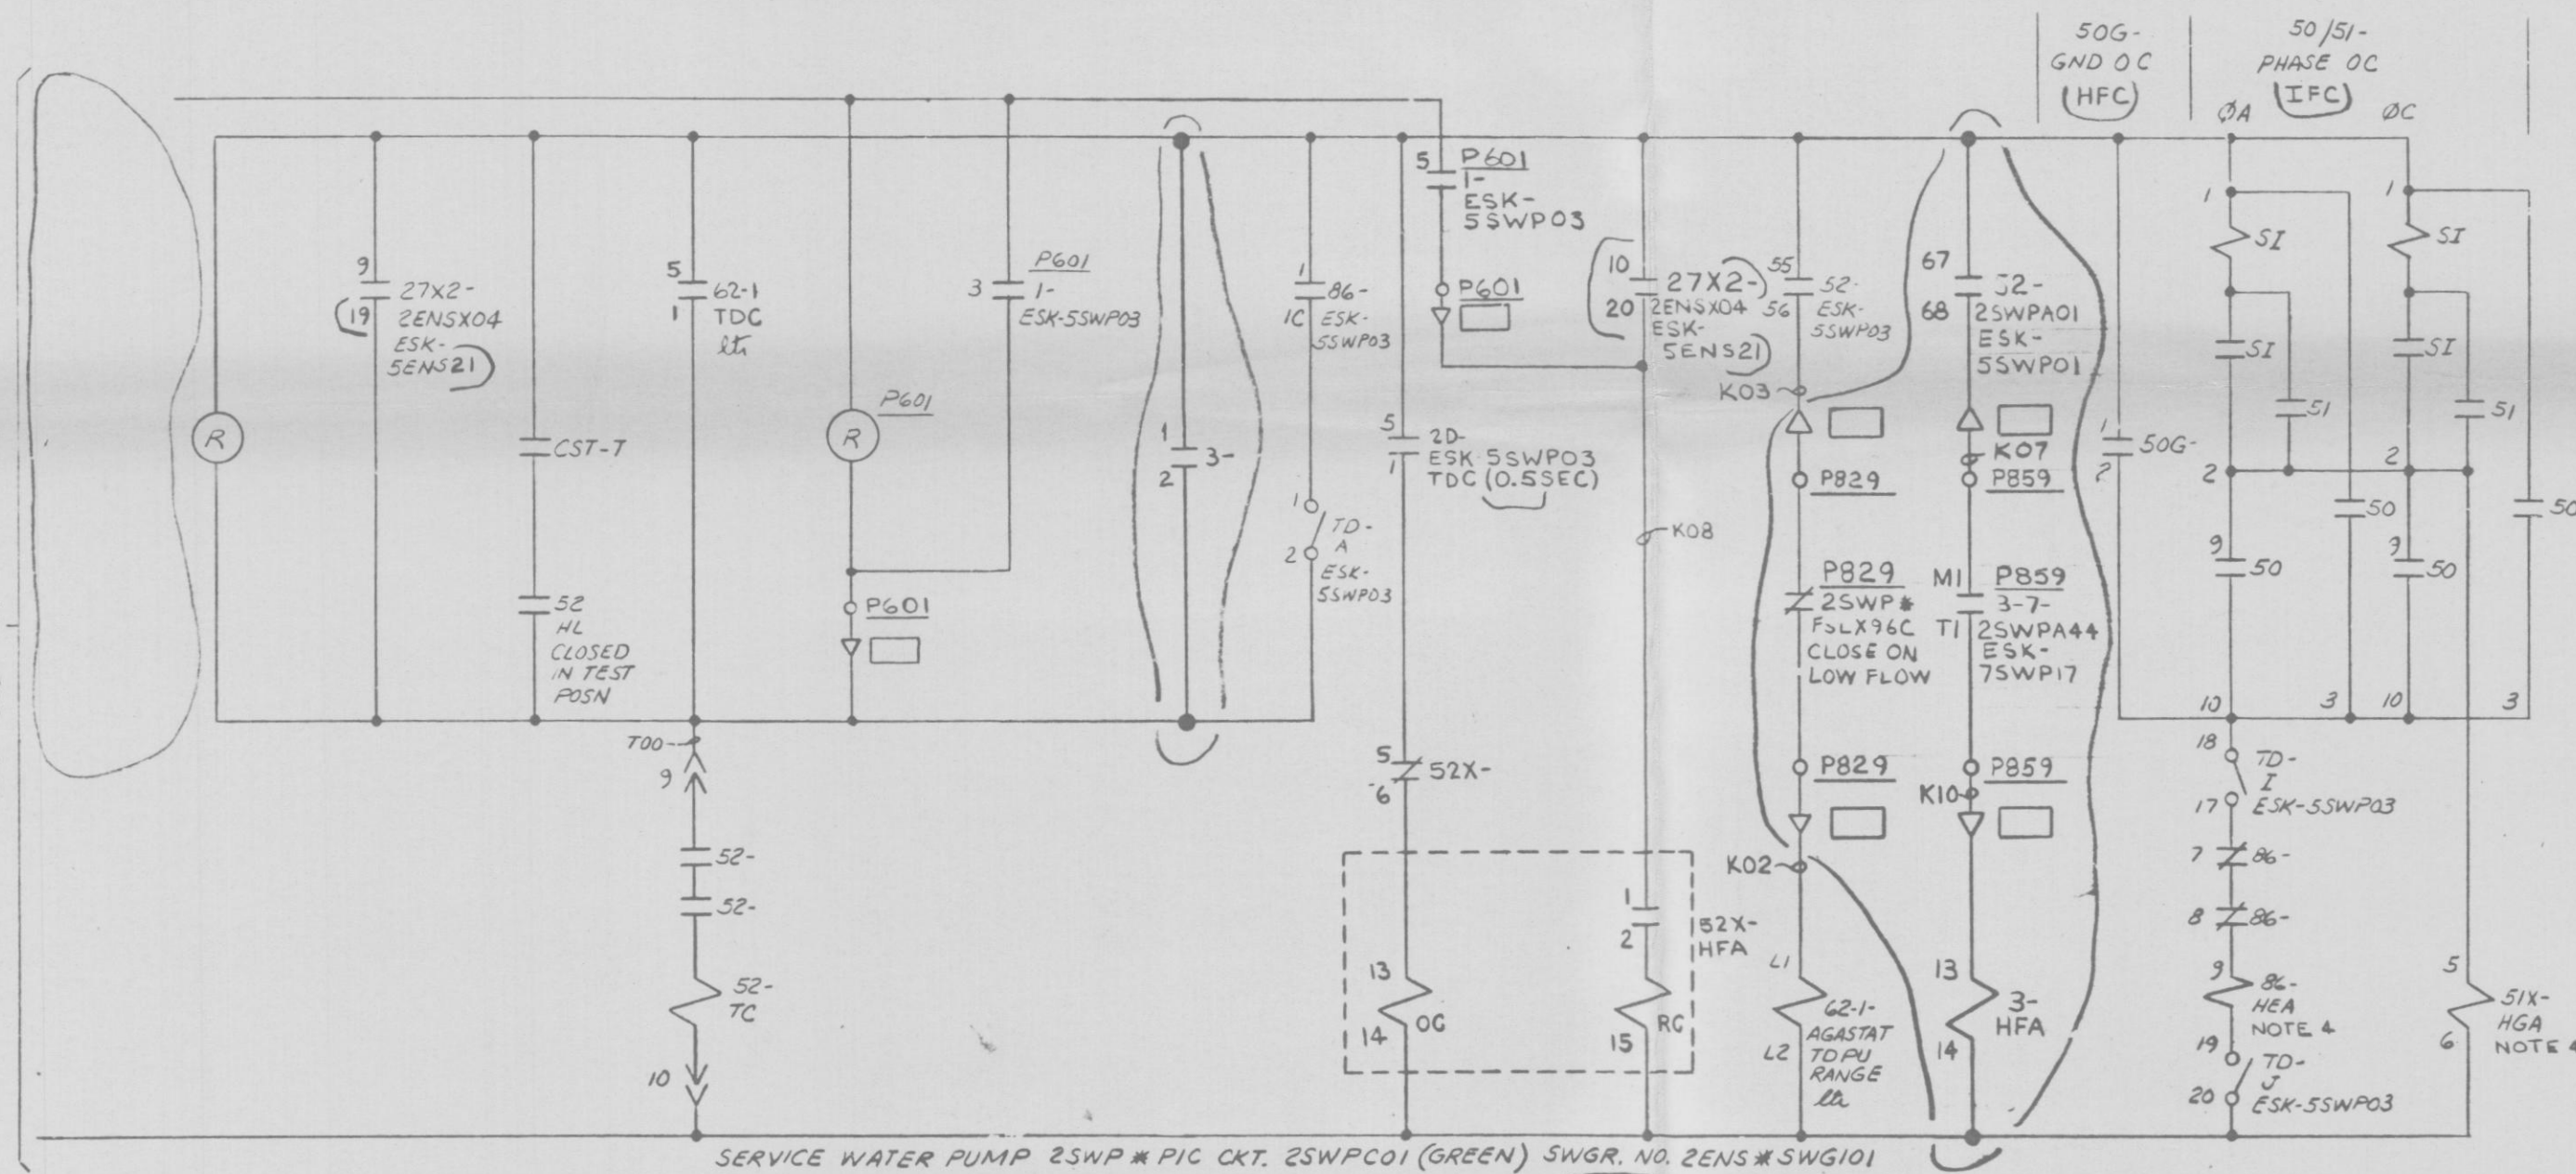 50G-
GND OC
(HFC)
50/51-
PHASE OC
(IFC)
ØA
ØC
R
9
27X2-
(19)
2ENSX04
ESK-
5ENS21)
CST-T
52
HL
CLOSED
IN TEST
POSN
5
62-1
1
TDC
ltr
P601
R
P601
3
P601
1-
ESK-5SWP03
1
3-
2
1
86-
1C
ESK-
5SWP03
1
TD-
2
A
ESK-
5SWP03
5
2D-
ESK 5SWP03
1
TDC (0.5SEC)
5
P601
1-
ESK-
5SWP03
P601
10
27X2-)
20
2ENSX04
ESK-
5ENS21)
K08
55
52-
56
ESK-
5SWP03
K03
P829
P829
2SWP*
FSLX96C
CLOSE ON
LOW FLOW
P829
K02
67
52-
68
2SWPA01
ESK-
5SWP01
K07
P859
M1
P859
3-7-
T1
2SWPA44
ESK-
7SWP17
P859
K10
T00
9
52-
52-
52-
TC
10
5
52X-
6
13
OC
14
1
2
52X-
HFA
RC
15
L1
62-1-
AGASTAT
L2
TDPU
RANGE
ltr
13
3-
HFA
14
1
50G-
2
1
SI
SI
51
2
9
50
50
10
3
1
SI
SI
51
2
9
50
50
10
3
18
TD-
I
17
ESK-5SWP03
7
86-
8
86-
9
86-
HEA
NOTE 4
19
TD-
J
20
ESK-5SWP03
5
51X-
HGA
6
NOTE 4
SERVICE WATER PUMP 2SWP*P1C CKT. 2SWPC01 (GREEN) SWGR. NO. 2ENS*SWG101